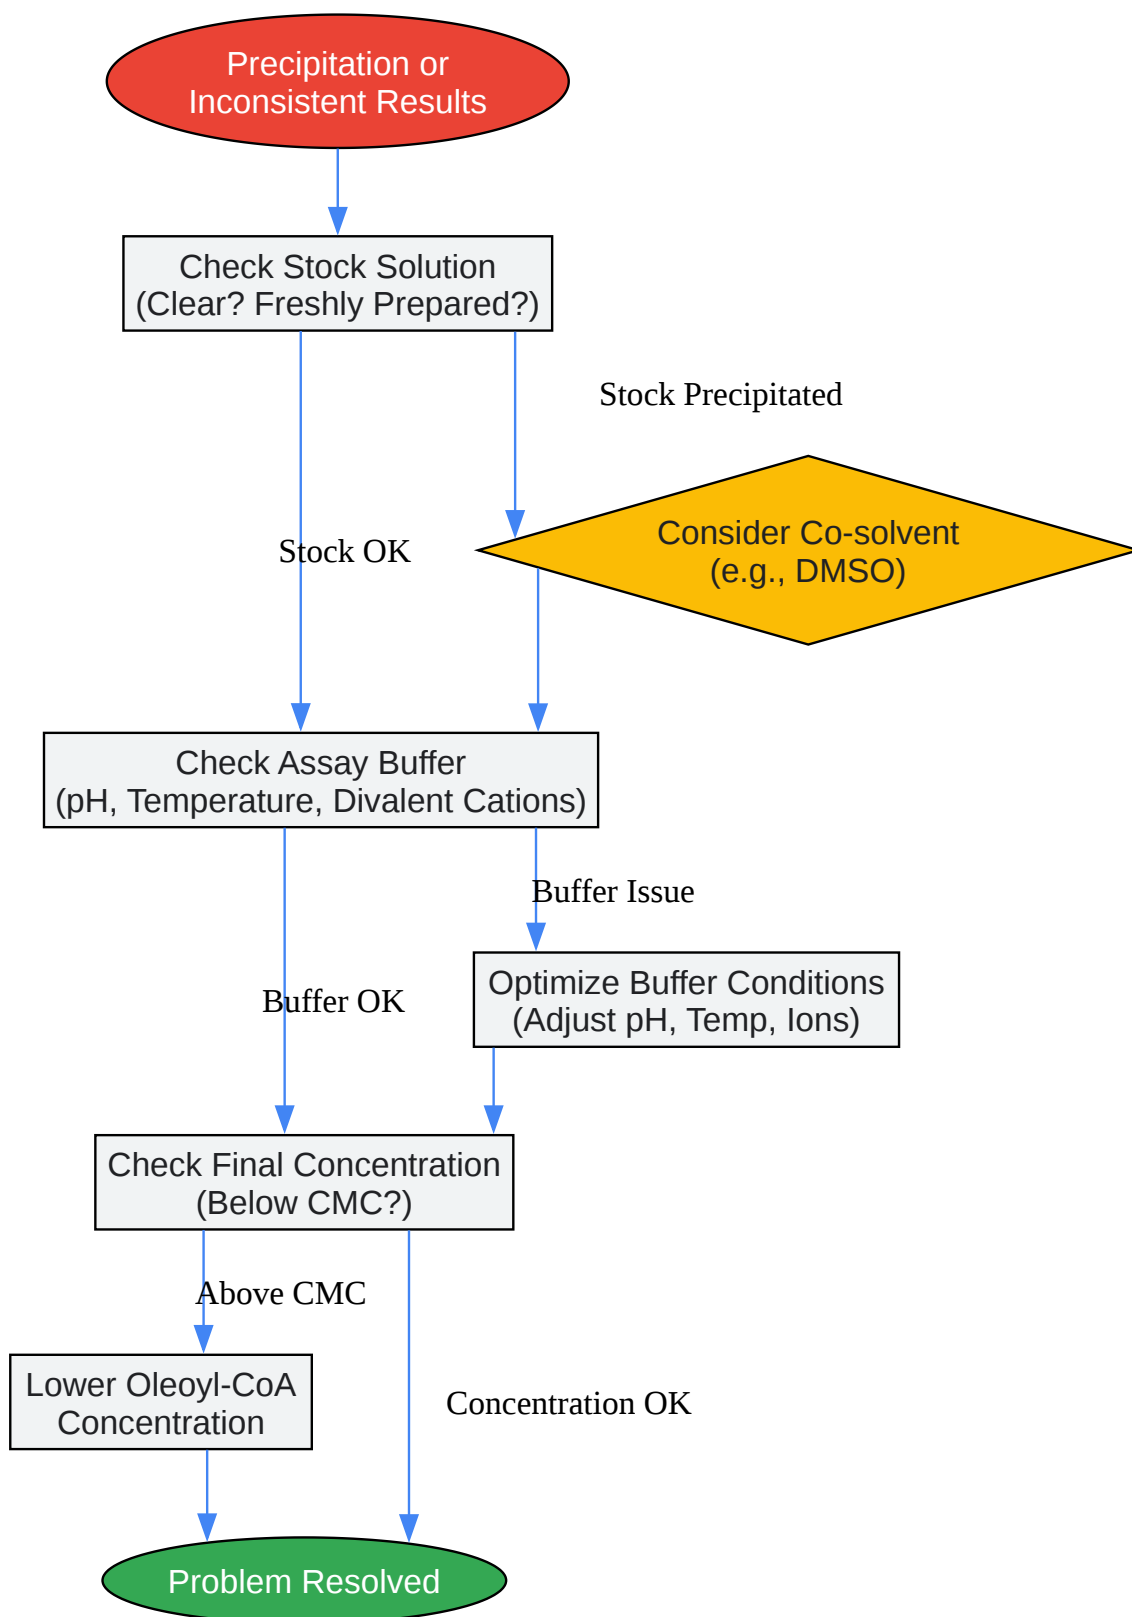 Precipitation or
Inconsistent Results
Check Stock Solution
(Clear? Freshly Prepared?)
Stock Precipitated
Stock OK
Consider Co-solvent
(e.g., DMSO)
Check Assay Buffer
(pH, Temperature, Divalent Cations)
Buffer Issue
Buffer OK
Optimize Buffer Conditions
(Adjust pH, Temp, Ions)
Check Final Concentration
(Below CMC?)
Above CMC
Lower Oleoyl-CoA
Concentration
Concentration OK
Problem Resolved